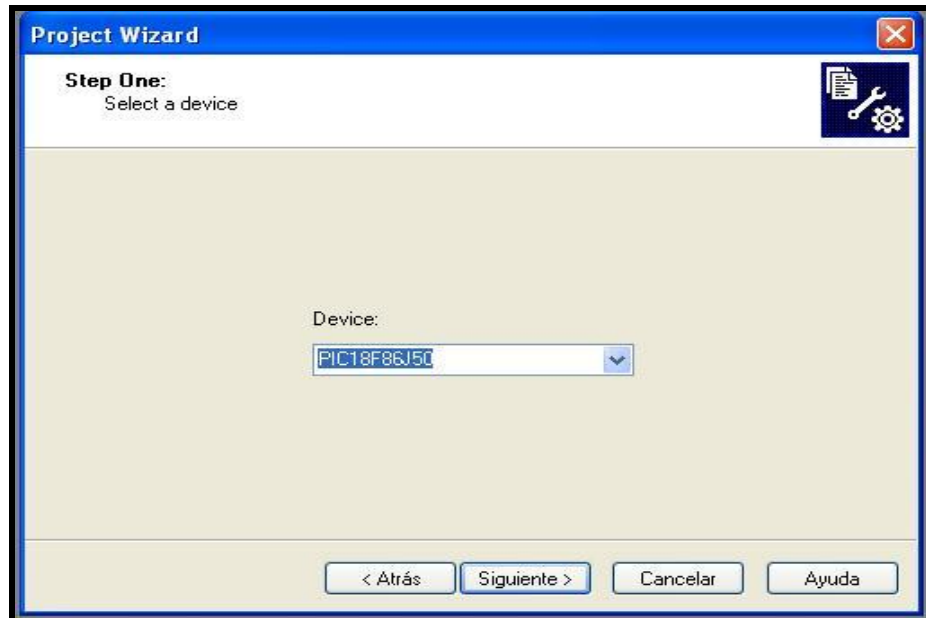 Project Wizard
Step One:
Select a device
Device:
PIC18F86J50
< Atrás Siguiente > Cancelar Ayuda